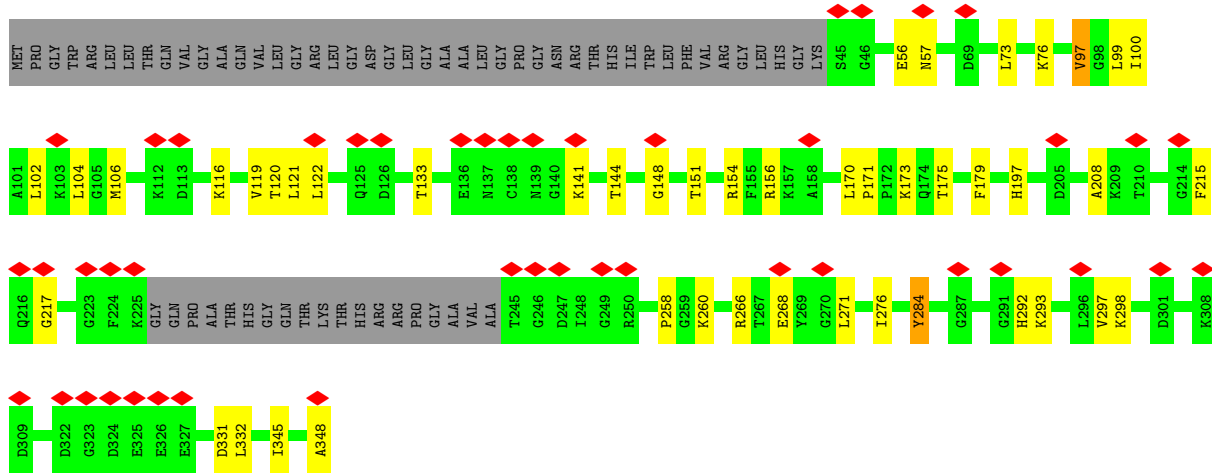 MET PRO GLY TRP ARG LEU LEU THR GLN VAL GLY ALA GLN VAL LEU GLY ARG LEU GLY ASP GLY LEU GLY ALA ALA LEU GLY PRO GLY ASN ARG THR HIS ILE TRP LEU PHE VAL ARG GLY LEU HIS GLY LYS S45 G46 E56 N57 D69 L73 K76 V97 G98 L99 I100
A101 L102 K103 L104 G105 M106 K112 D113 K116 V119 T120 L121 L122 Q125 D126 T133 E136 N137 C138 N139 G140 K141 T144 G148 T151 R154 F155 R156 K157 A158 L170 P171 P172 K173 Q174 T175 F179 H197 D205 A208 K209 T210 G214 F215
Q216 G217 G223 F224 K225 GLY GLN PRO ALA THR HIS GLY GLN THR LYS THR HIS ARG ARG PRO GLY ALA VAL ALA T245 G246 D247 I248 G249 R250 P258 G259 K260 R266 T267 E268 Y269 G270 L271 I276 Y284 G287 G291 H292 K293 L296 V297 K298 D301 K308
D309 D322 G323 D324 E325 E326 E327 D331 L332 I345 A348